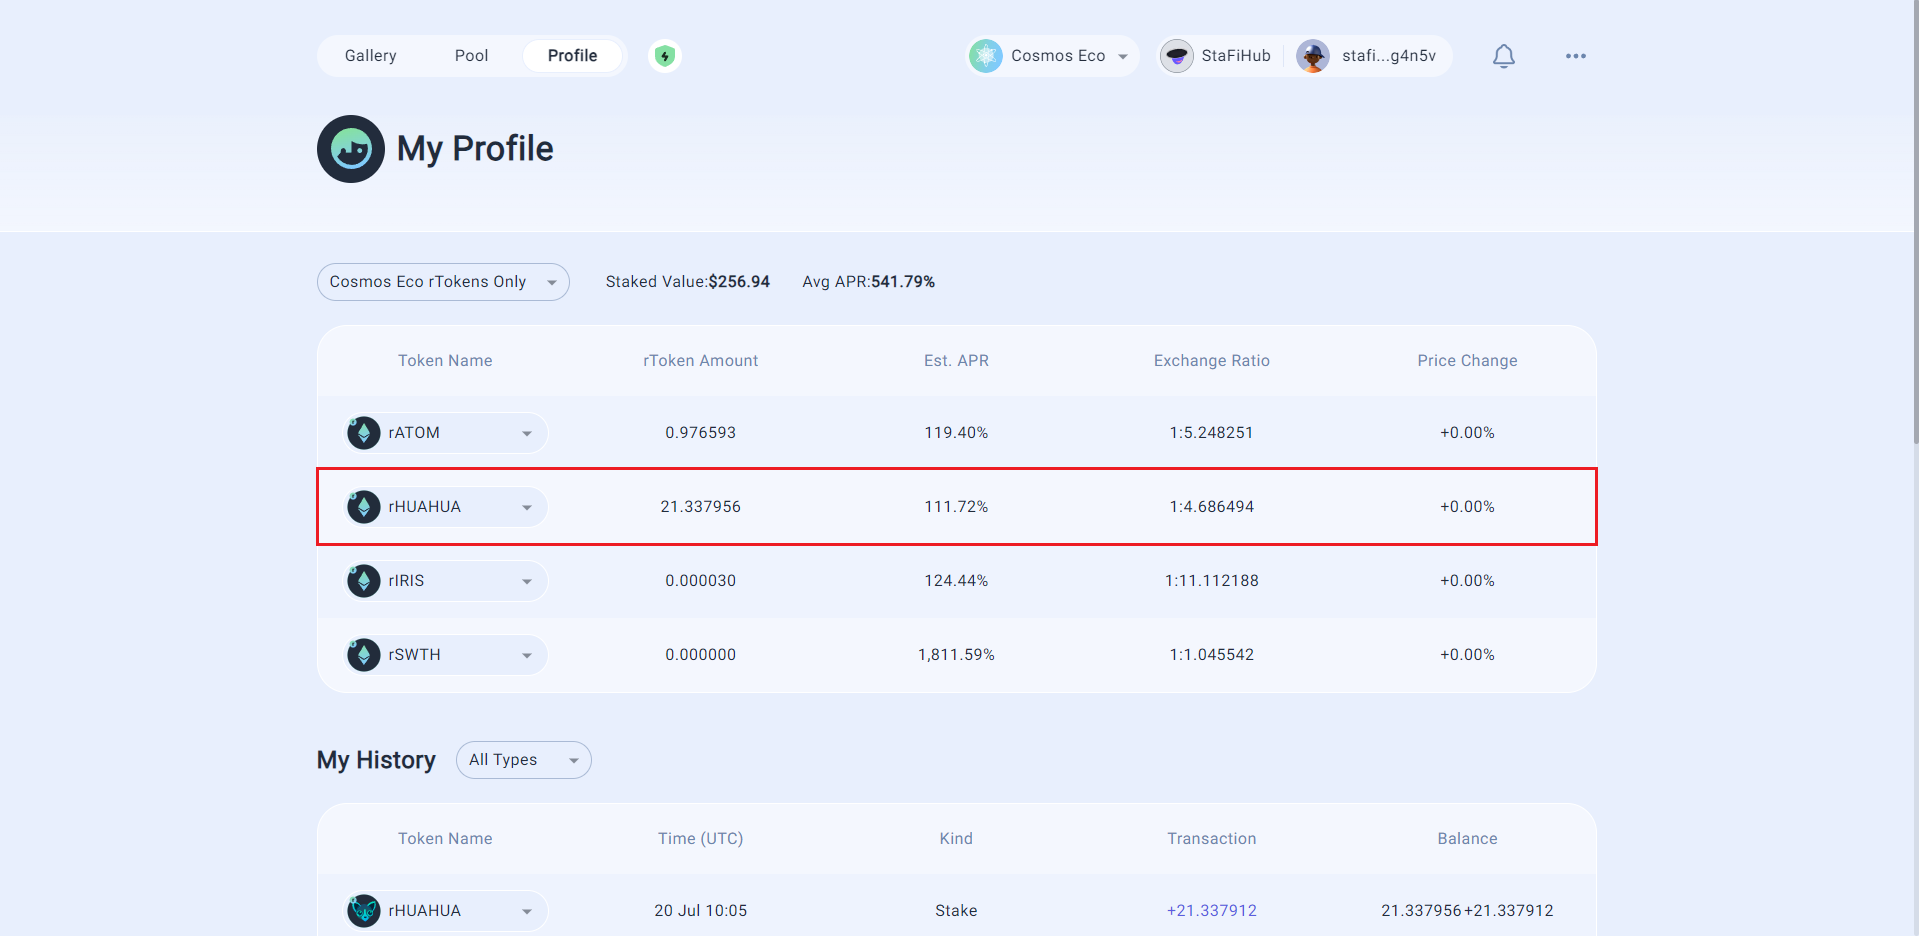 Gallery Pool Profile Cosmos Eco StaFiHub stafi...g4n5v
My Profile
Cosmos Eco rTokens Only Staked Value:$256.94 Avg APR:541.79%
Token Name rToken Amount Est. APR Exchange Ratio Price Change
rATOM 0.976593 119.40% 1:5.248251 +0.00%
rHUAHUA 21.337956 111.72% 1:4.686494 +0.00%
rIRIS 0.000030 124.44% 1:11.112188 +0.00%
rSWTH 0.000000 1,811.59% 1:1.045542 +0.00%
My History All Types
Token Name Time (UTC) Kind Transaction Balance
rHUAHUA 20 Jul 10:05 Stake +21.337912 21.337956+21.337912